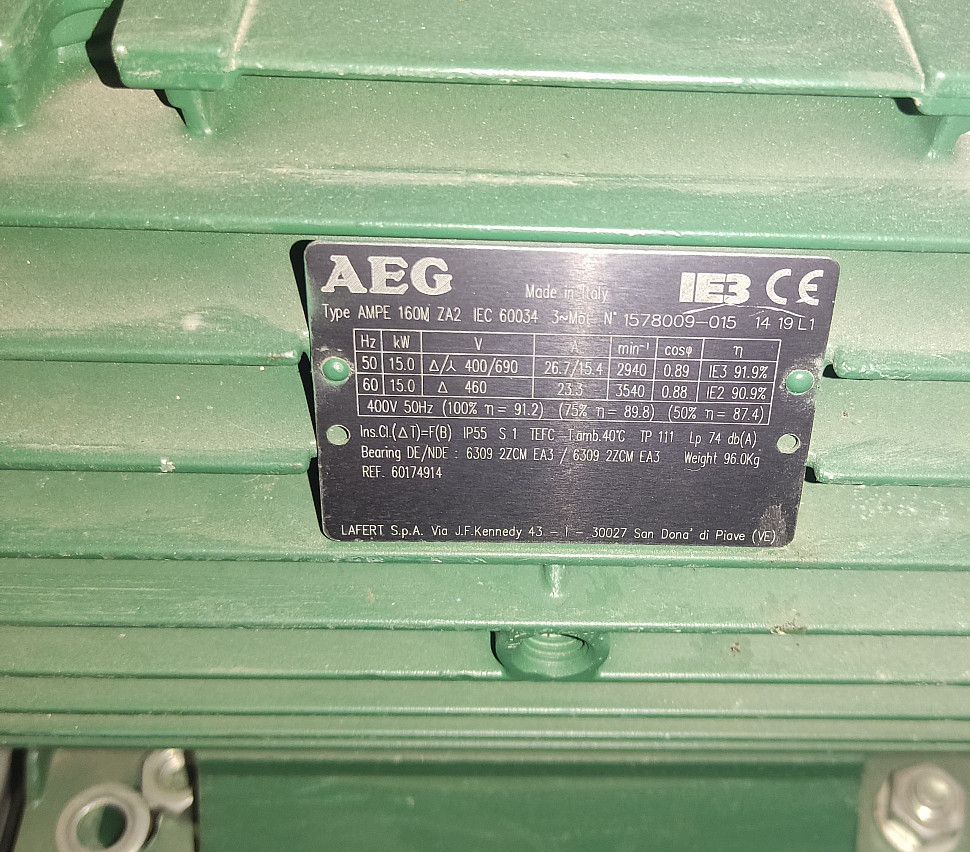 AEG Made in Italy IE3 CE
Type AMPE 160M ZA2 IEC 60034 3~Mot. N° 1578009-015 14 19 L1
Hz kW V A min⁻¹ cosφ η
50 15.0 Δ/⅄ 400/690 26.7/15.4 2940 0.89 IE3 91.9%
60 15.0 Δ 460 23.3 3540 0.88 IE2 90.9%
400V 50Hz (100% η = 91.2) (75% η = 89.8) (50% η = 87.4)
Ins.Cl.(ΔT)=F(B) IP55 S 1 TEFC Tamb.40°C TP 111 Lp 74 db(A)
Bearing DE/NDE : 6309 2ZCM EA3 / 6309 2ZCM EA3 Weight 96.0Kg
REF. 60174914
LAFERT S.p.A. Via J.F.Kennedy 43 - I - 30027 San Dona' di Piave (VE)